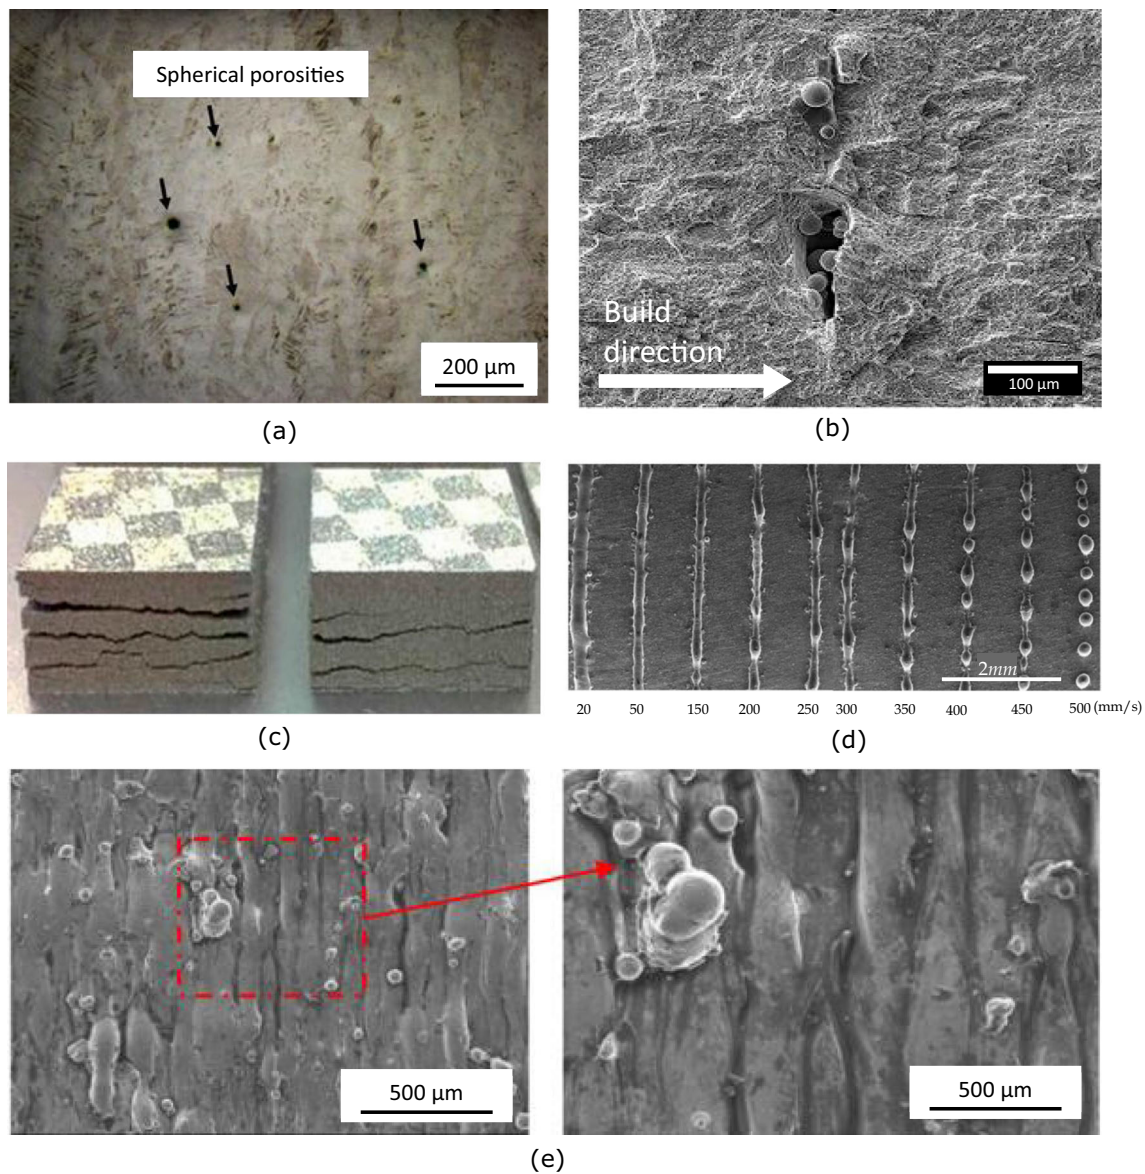 Spherical porosities
200 μm
(a)
Build
direction
100 μm
(b)
(c)
2mm
20 50 150 200 250 300 350 400 450 500 (mm/s)
(d)
500 μm
500 μm
(e)